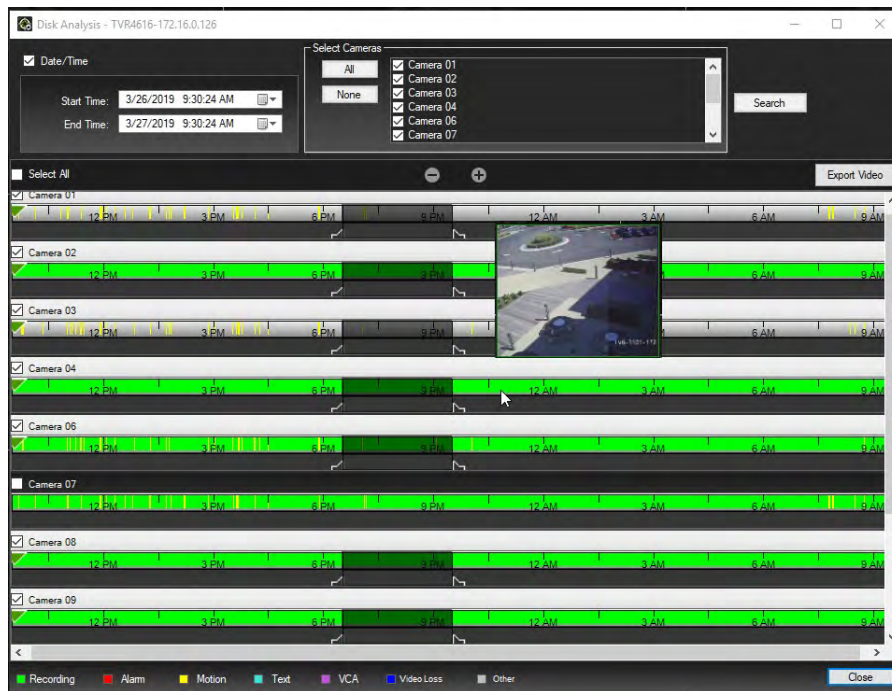 Disk Analysis - TVR4616-172.16.0.126
Date/Time
Start Time: 3/26/2019 9:30:24 AM
End Time: 3/27/2019 9:30:24 AM
Select Cameras
All
None
Camera 01
Camera 02
Camera 03
Camera 04
Camera 06
Camera 07
Search
Select All
Export Video
Camera 01
12 PM 3 PM 6 PM 9 PM 12 AM 3 AM 6 AM 9 AM
Camera 02
12 PM 3 PM 6 PM 9 PM 6 AM 9 AM
Camera 03
12 PM 3 PM 6 PM 9 PM 6 AM 9 AM
Camera 04
12 PM 3 PM 6 PM 9 PM 12 AM 3 AM 6 AM 9 AM
Camera 06
12 PM 3 PM 6 PM 9 PM 12 AM 3 AM 6 AM 9 AM
Camera 07
12 PM 3 PM 6 PM 9 PM 12 AM 3 AM 6 AM 9 AM
Camera 08
12 PM 3 PM 6 PM 9 PM 12 AM 3 AM 6 AM 9 AM
Camera 09
12 PM 3 PM 6 PM 9 PM 12 AM 3 AM 6 AM 9 AM
Recording Alarm Motion Text VCA Video Loss Other
Close